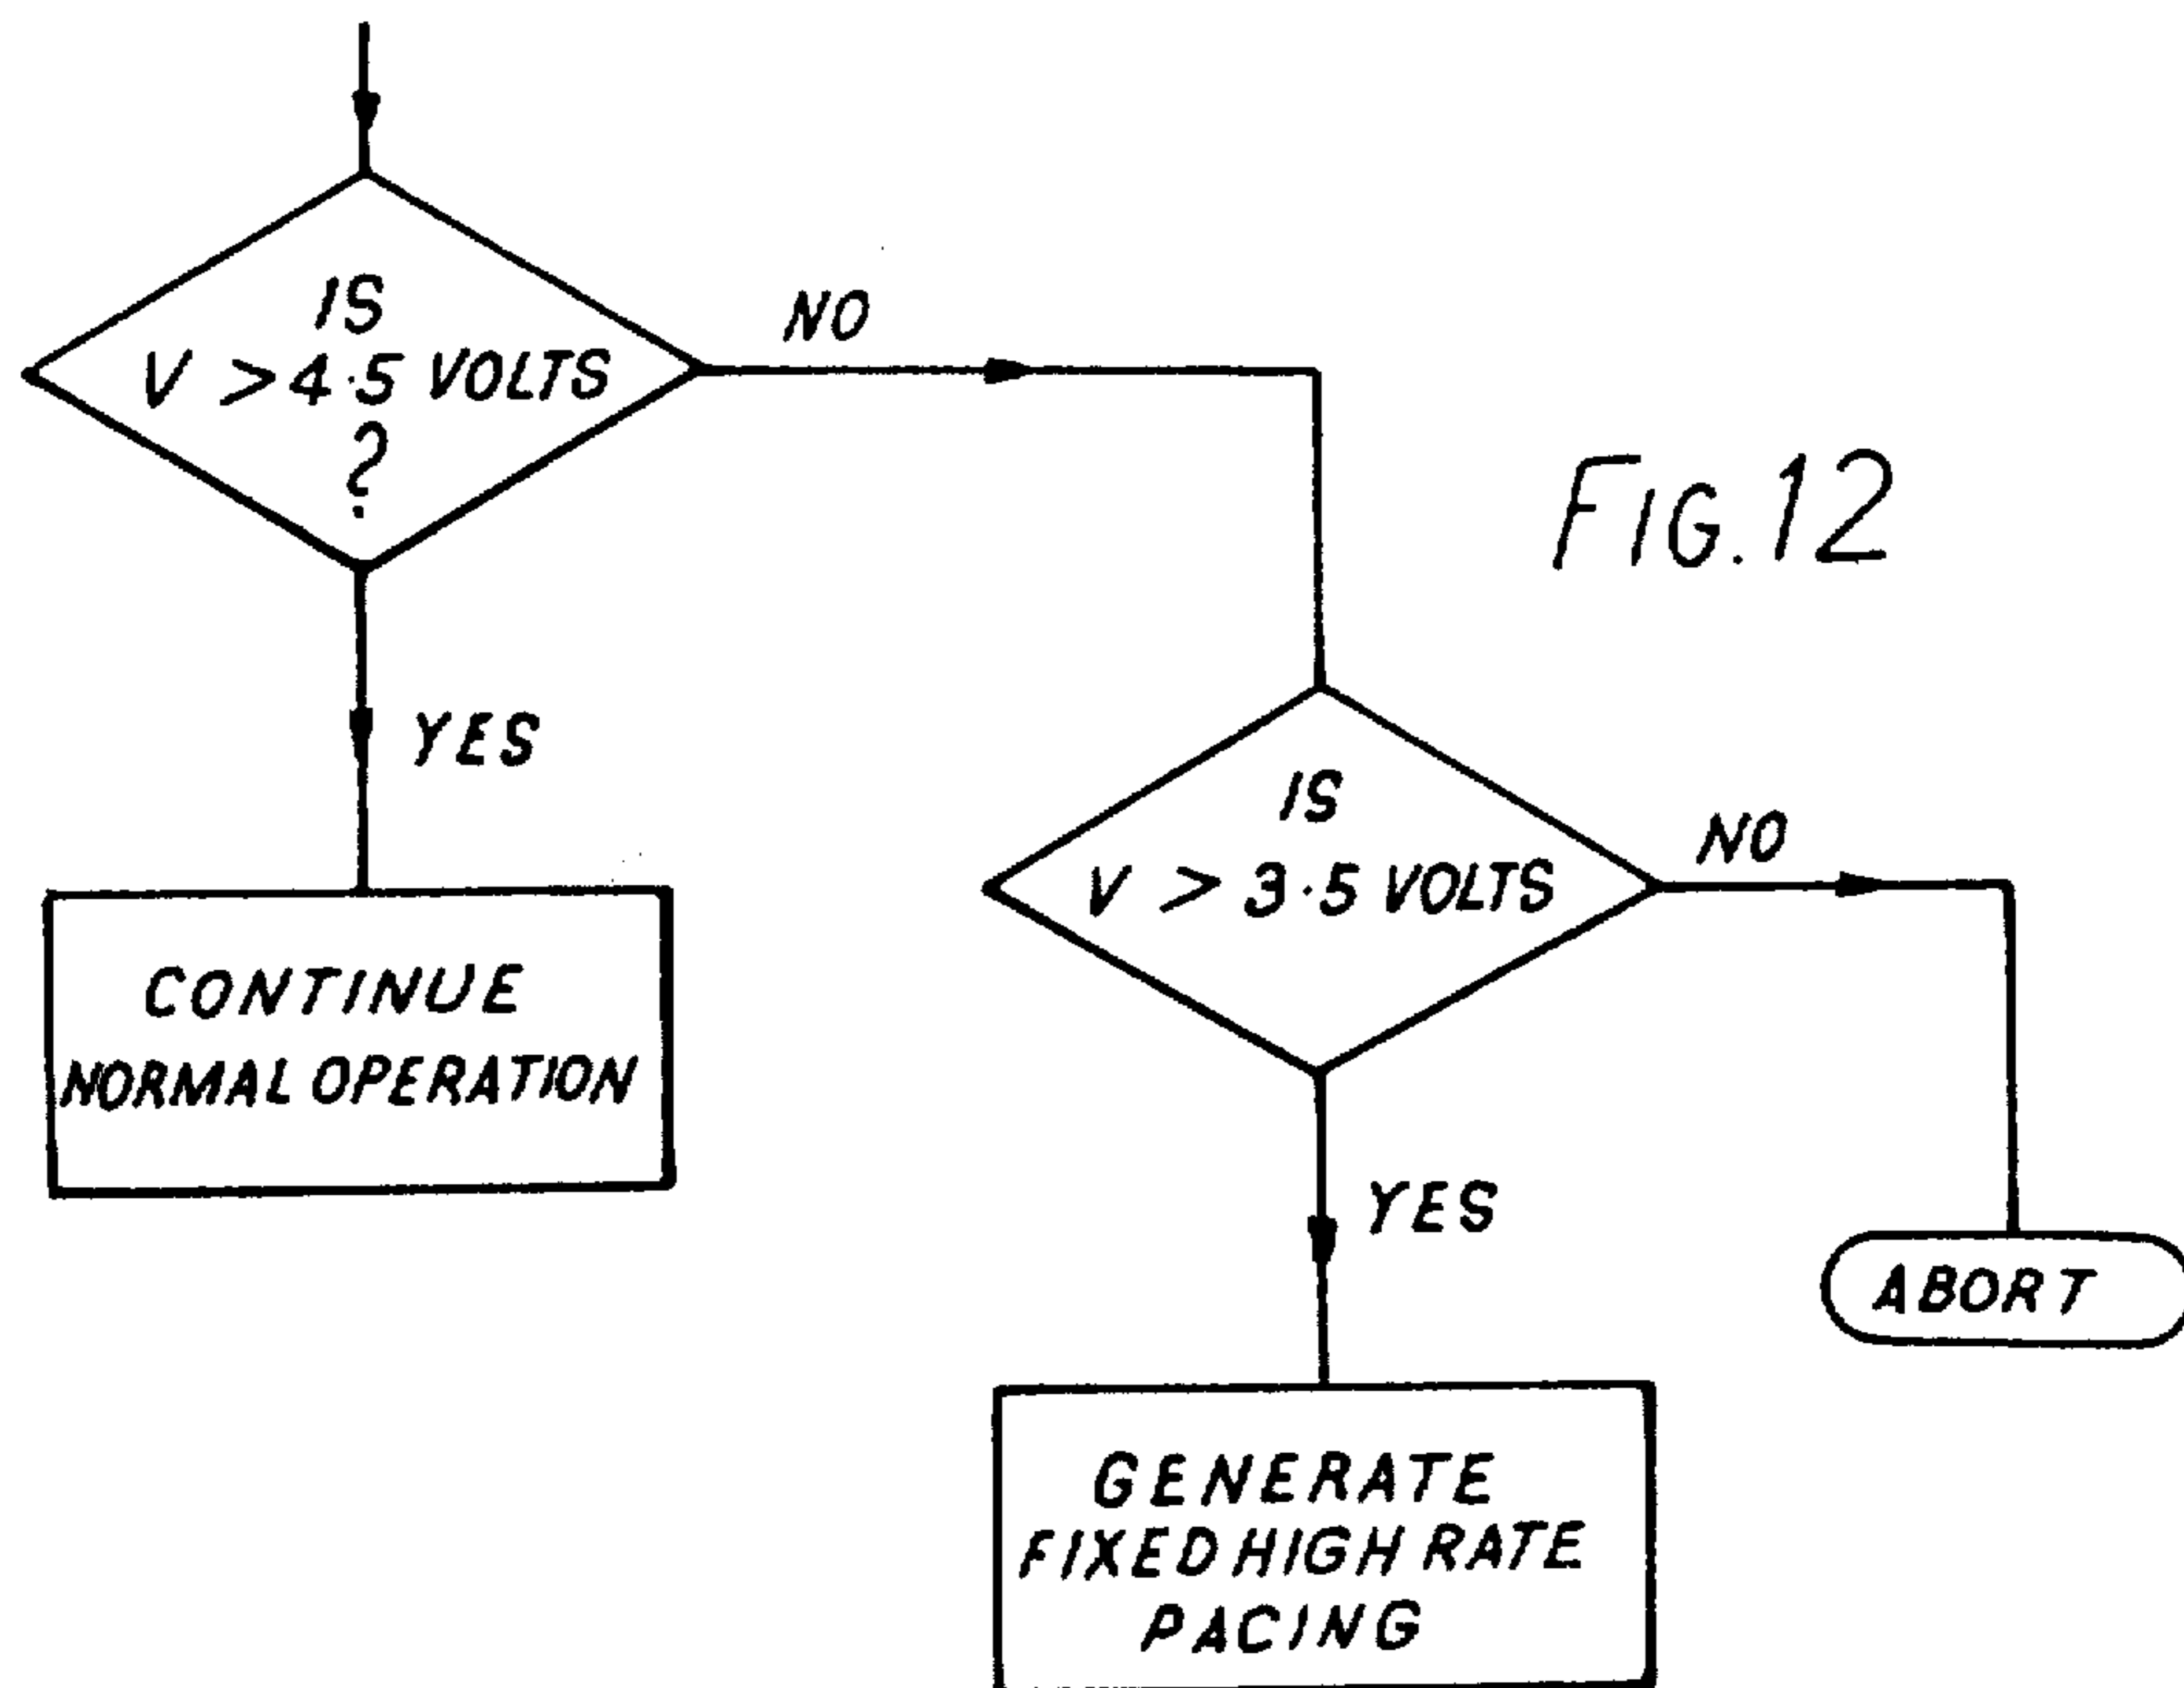 IS
V > 4·5 VOLTS
?
NO
FIG. 12
YES
IS
V > 3·5 VOLTS
NO
CONTINUE
NORMAL OPERATION
YES
ABORT
GENERATE
FIXED HIGH RATE
PACING